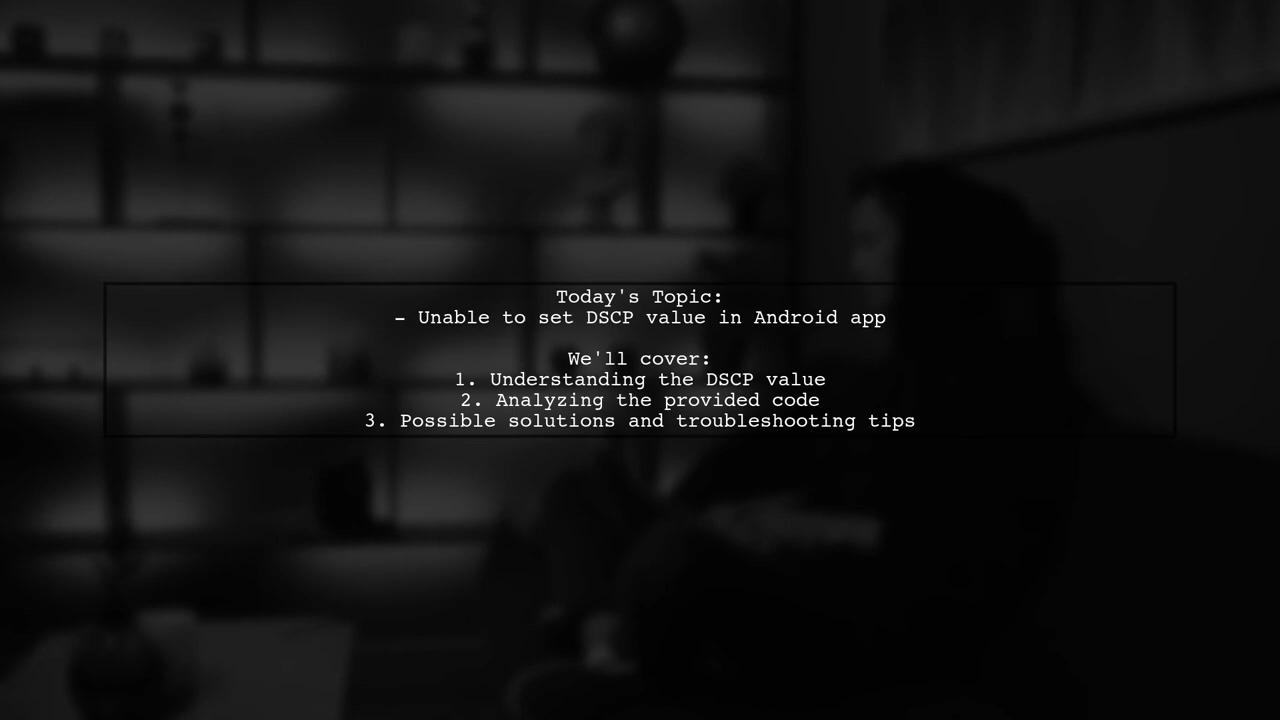 Today's Topic:
- Unable to set DSCP value in Android app
We'll cover:
1. Understanding the DSCP value
2. Analyzing the provided code
3. Possible solutions and troubleshooting tips